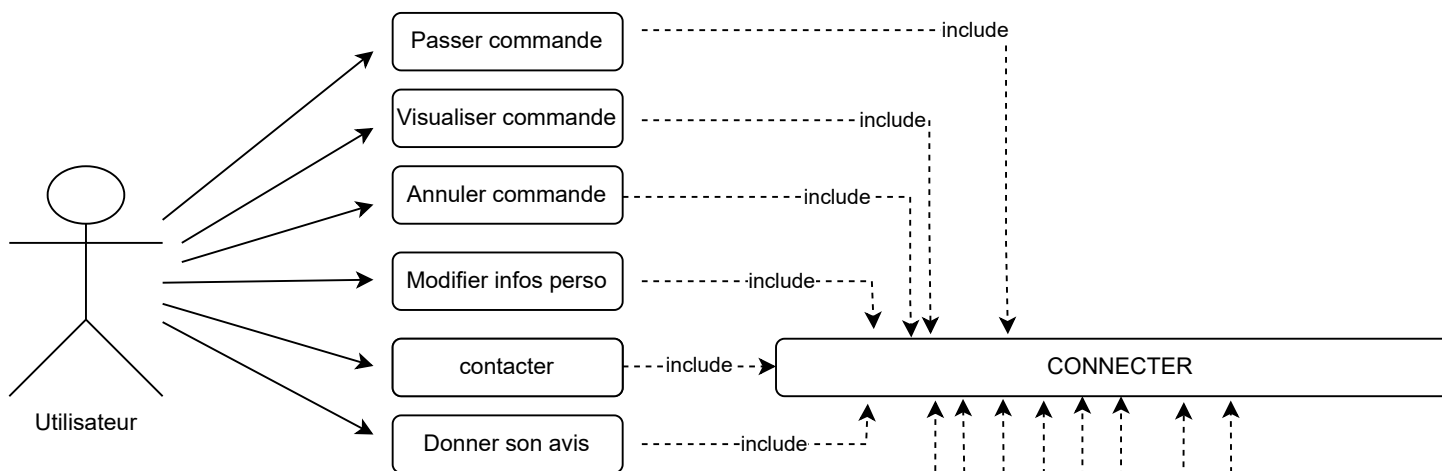 Passer commande
include
Visualiser commande
include
Annuler commande
include
Modifier infos perso
include
contacter
include
CONNECTER
Utilisateur
Donner son avis
include